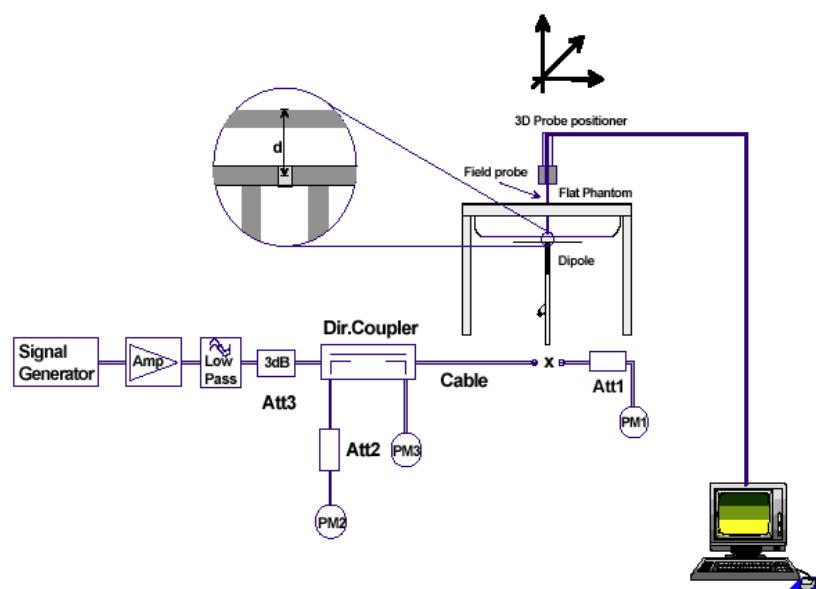 3D Probe positioner
d
Field probe
Flat Phantom
Dipole
Dir.Coupler
Signal
Generator
Amp
Low
Pass
3dB
Att3
Cable
x
Att1
PM1
Att2
PM3
PM2